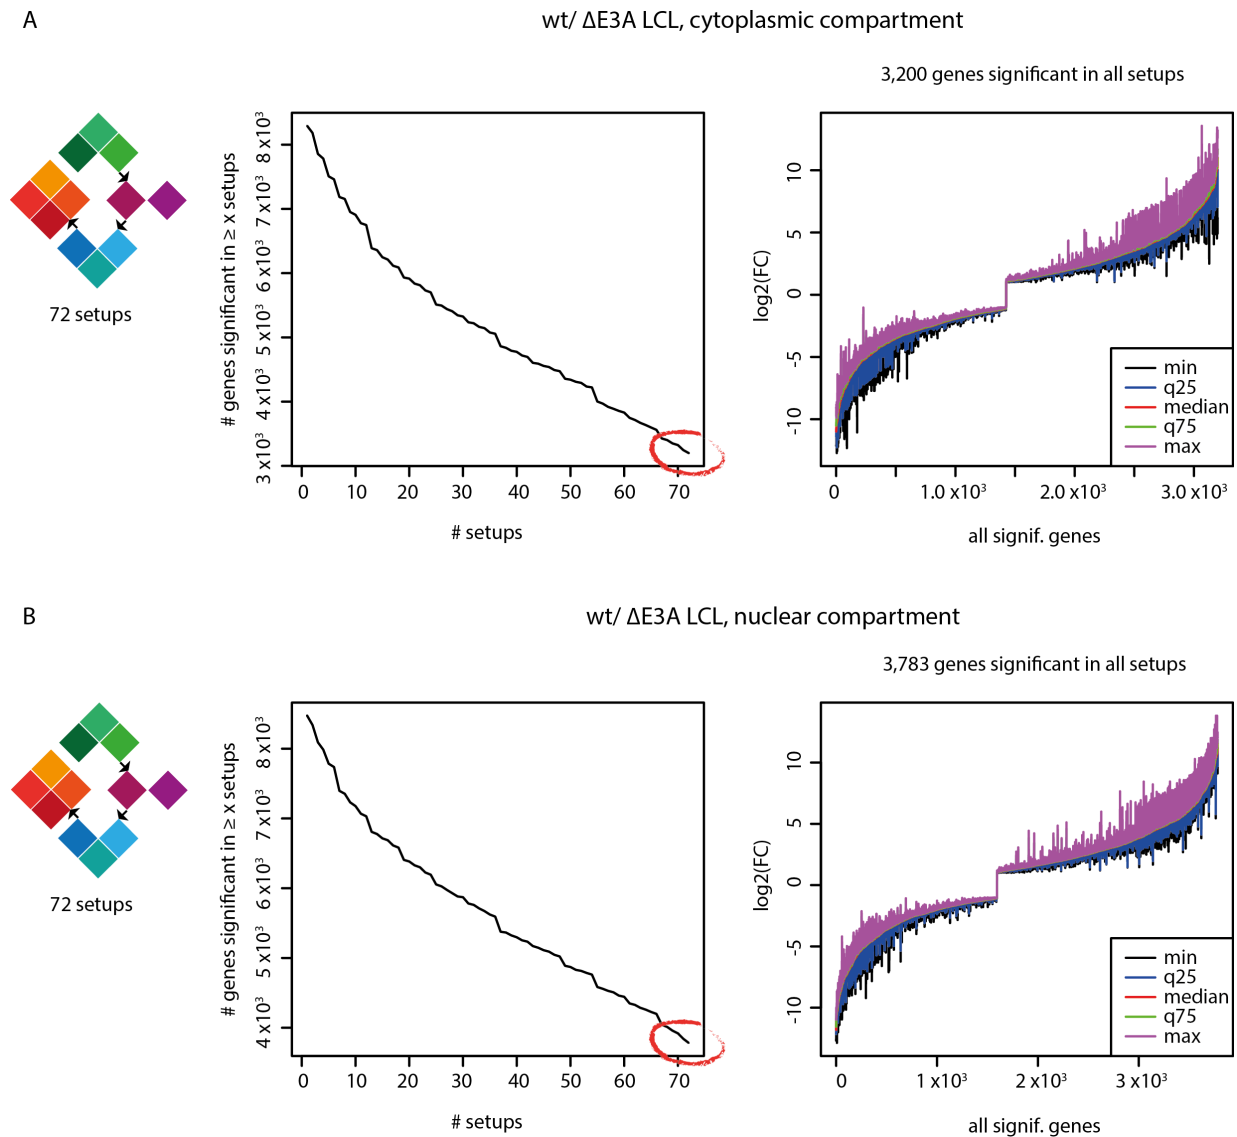 A
wt/ ΔE3A LCL, cytoplasmic compartment
3,200 genes significant in all setups
72 setups
# genes significant in ≥ x setups
8 x10³
7 x10³
6 x10³
5 x10³
4 x10³
3 x10³
0 10 20 30 40 50 60 70
# setups
log2(FC)
10
5
0
-5
-10
min
q25
median
q75
max
0 1.0 x10³ 2.0 x10³ 3.0 x10³
all signif. genes
B
wt/ ΔE3A LCL, nuclear compartment
3,783 genes significant in all setups
72 setups
# genes significant in ≥ x setups
8 x10³
7 x10³
6 x10³
5 x10³
4 x10³
0 10 20 30 40 50 60 70
# setups
log2(FC)
10
5
0
-5
-10
min
q25
median
q75
max
0 1 x10³ 2 x10³ 3 x10³
all signif. genes